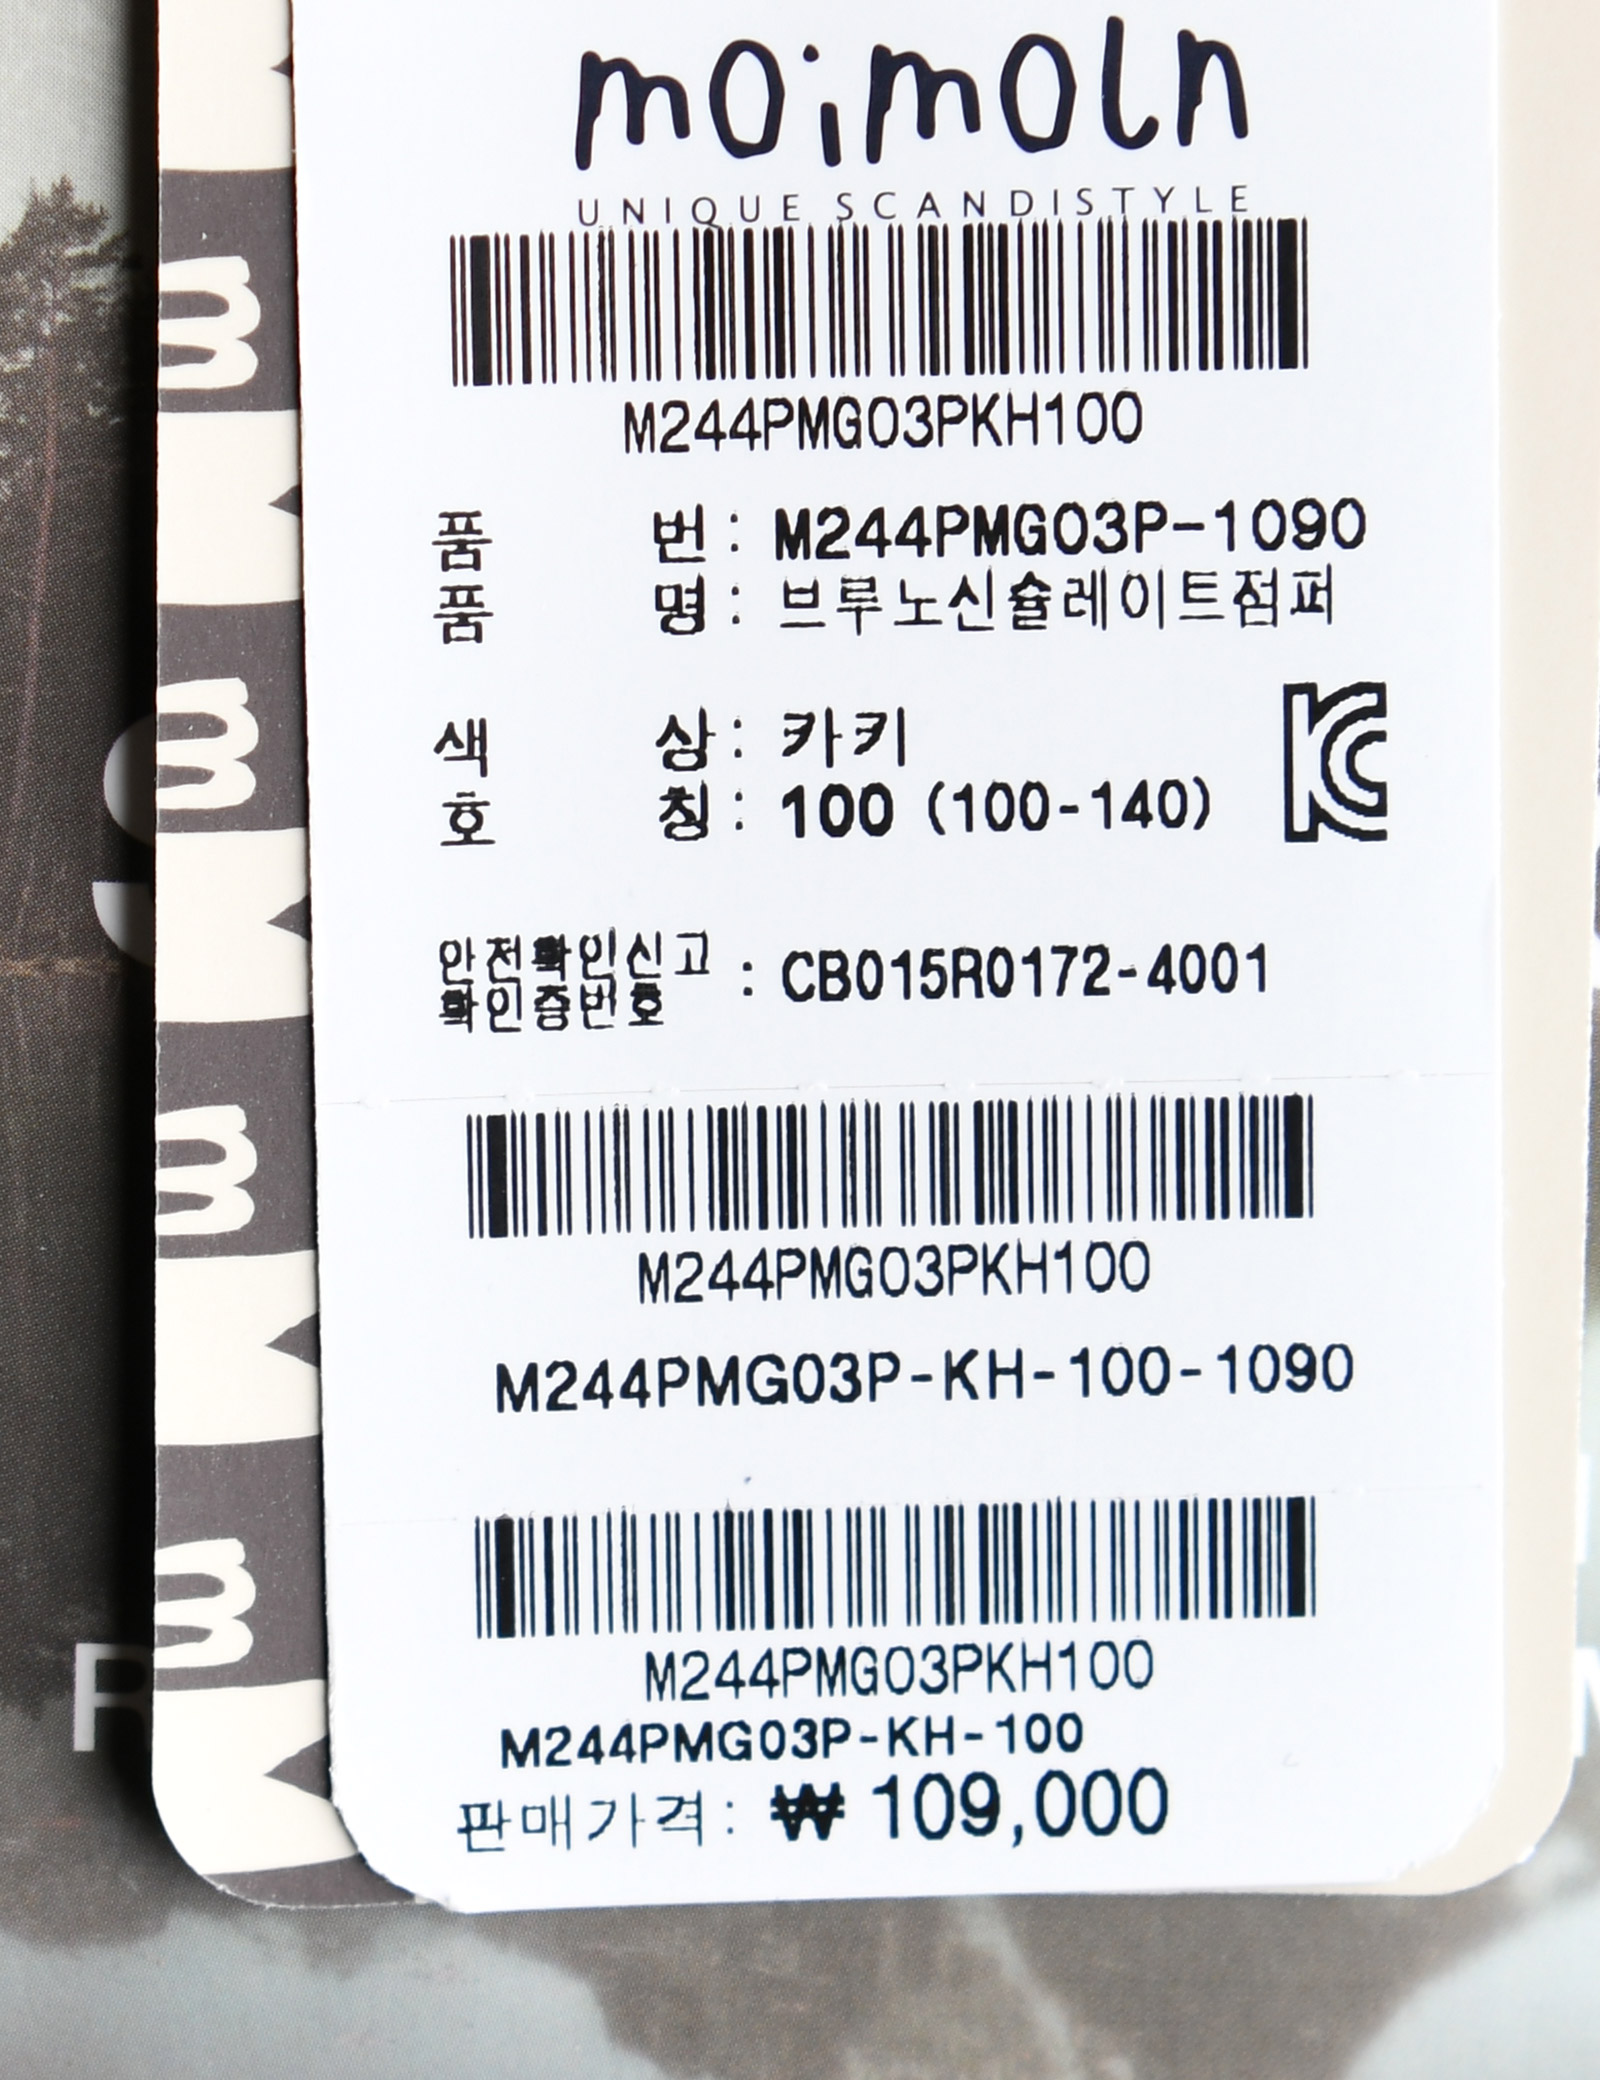 moimoln
UNIQUE SCANDISTYLE
M244PMG03PKH100
품 번 : M244PMG03P-1090
품 명 : 브루노신슐레이트점퍼
색 상 : 카키
호 칭 : 100 (100-140)
안전확인신고
확인증번호 : CB015R0172-4001
M244PMG03PKH100
M244PMG03P-KH-100-1090
M244PMG03PKH100
M244PMG03P-KH-100
판매가격: ₩ 109,000